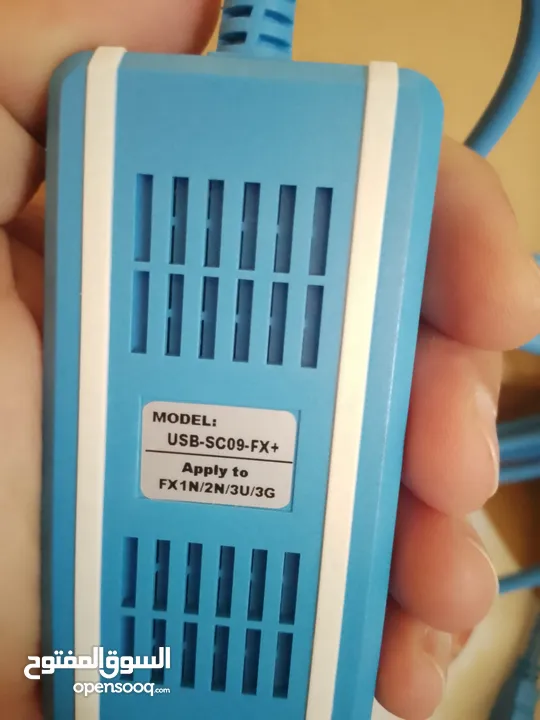 MODEL:
USB-SC09-FX+
Apply to
FX1N/2N/3U/3G
السوق المفتوح
opensooq.com